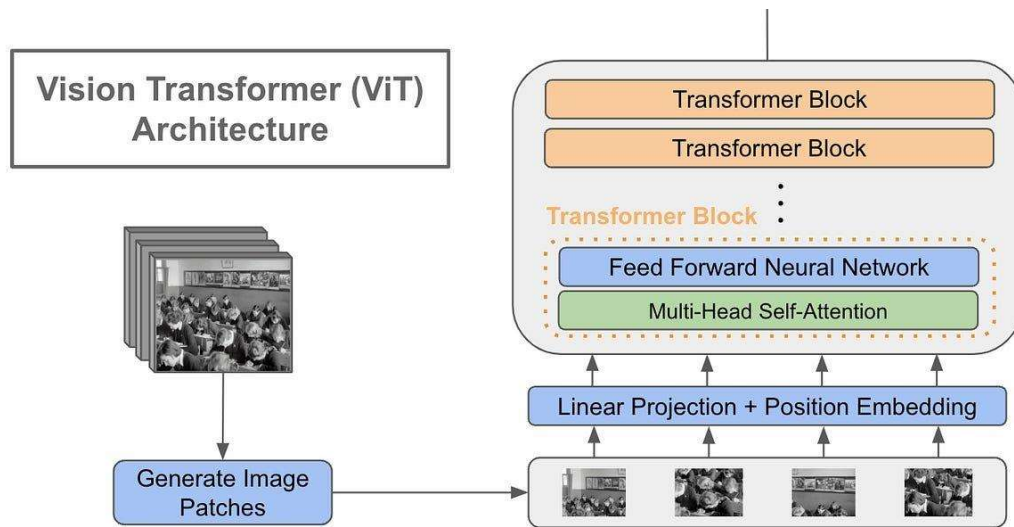 Vision Transformer (ViT)
Architecture
Transformer Block
Transformer Block
Transformer Block
Feed Forward Neural Network
Multi-Head Self-Attention
Linear Projection + Position Embedding
Generate Image
Patches